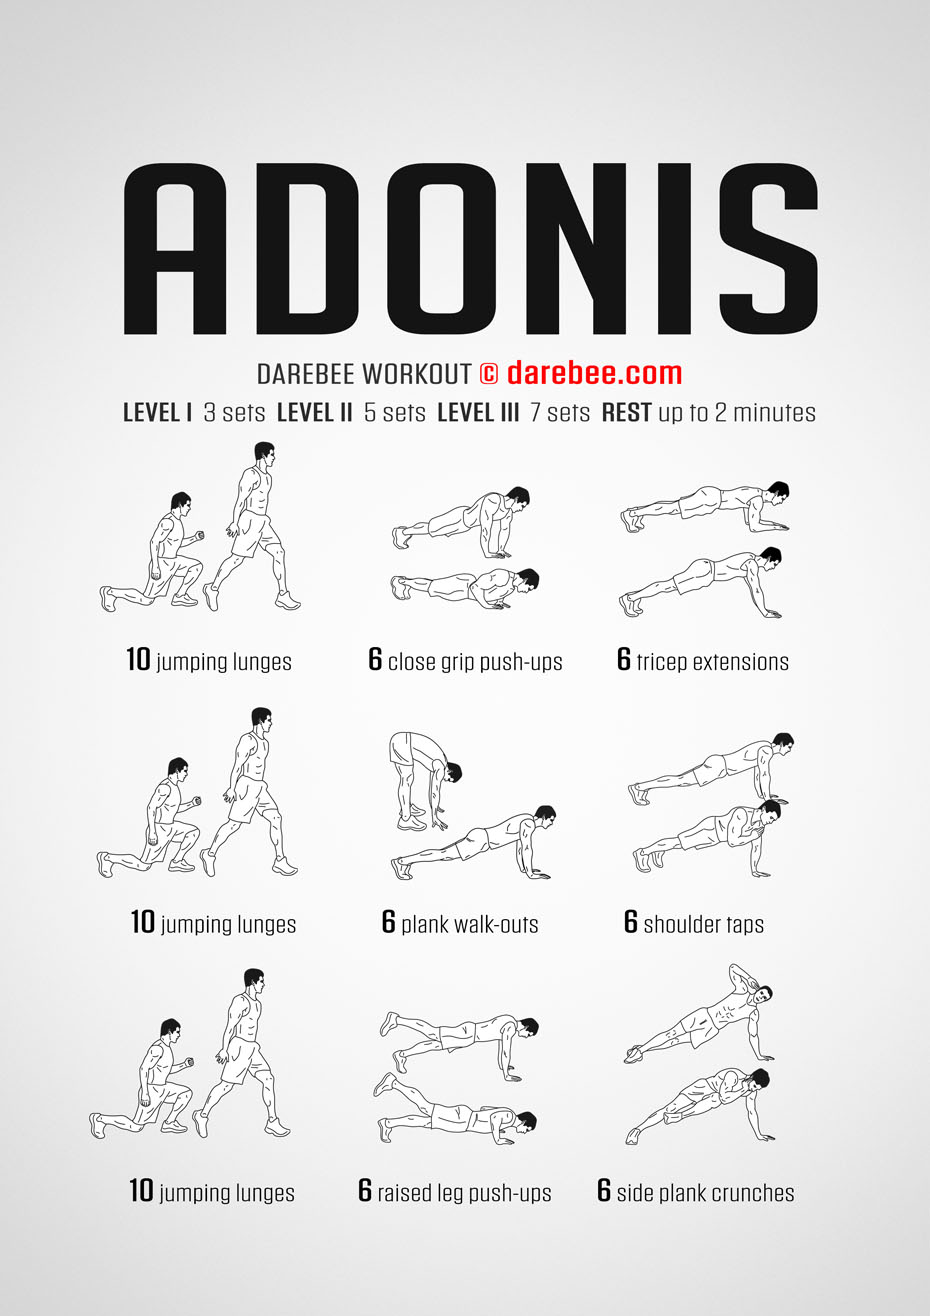 ADONIS
DAREBEE WORKOUT © darebee.com
LEVEL I 3 sets LEVEL II 5 sets LEVEL III 7 sets REST up to 2 minutes
10 jumping lunges
6 close grip push-ups
6 tricep extensions
10 jumping lunges
6 plank walk-outs
6 shoulder taps
10 jumping lunges
6 raised leg push-ups
6 side plank crunches